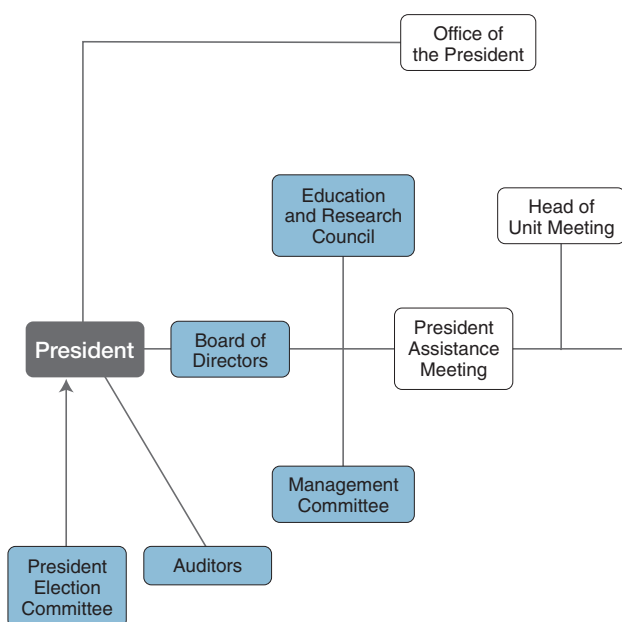 Office of
the President
Education
and Research
Council
Head of
Unit Meeting
President
Board of
Directors
President
Assistance
Meeting
Management
Committee
President
Election
Committee
Auditors